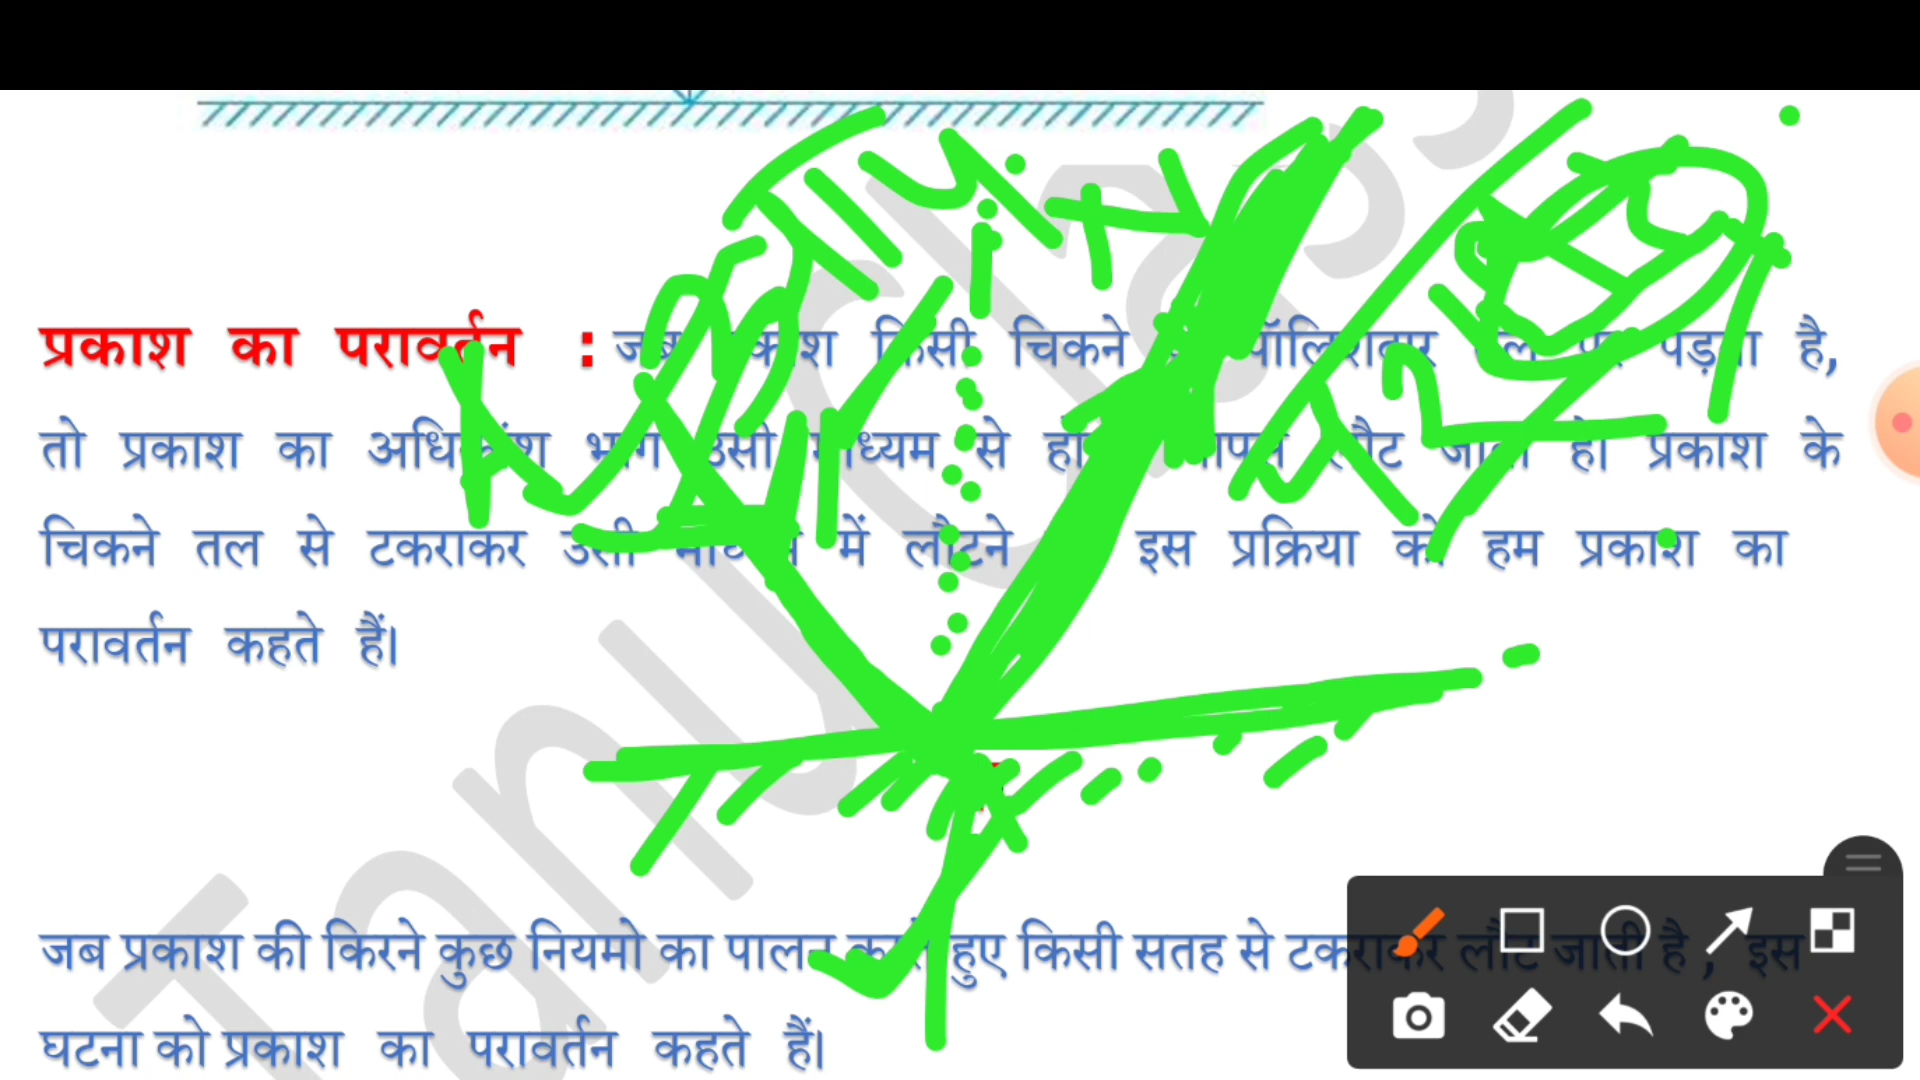 प्रकाश का परावर्तन : जब प्रकाश किसी चिकने पॉलिशदार तल पर पड़ता है,
तो प्रकाश का अधिकांश भाग उसी माध्यम से होकर वापस लौट जाता है। प्रकाश के
चिकने तल से टकराकर उसी माध्यम में लौटने इस प्रक्रिया को हम प्रकाश का
परावर्तन कहते हैं।
जब प्रकाश की किरने कुछ नियमो का पालन करते हुए किसी सतह से टकराकर लौट जाती है , इस
घटना को प्रकाश का परावर्तन कहते हैं।
Tanu Class